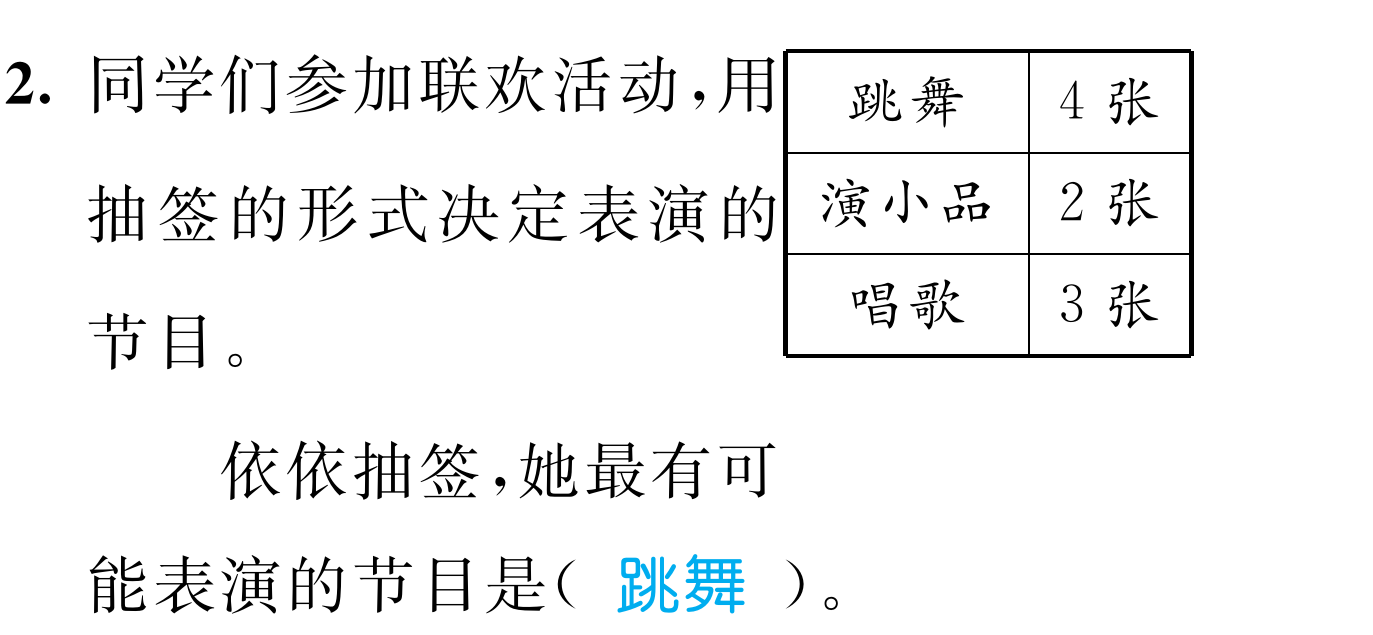 2. 同学们参加联欢活动,用
抽签的形式决定表演的
节目。
跳舞 4 张
演小品 2 张
唱歌 3 张
依依抽签,她最有可
能表演的节目是( 跳舞 )。